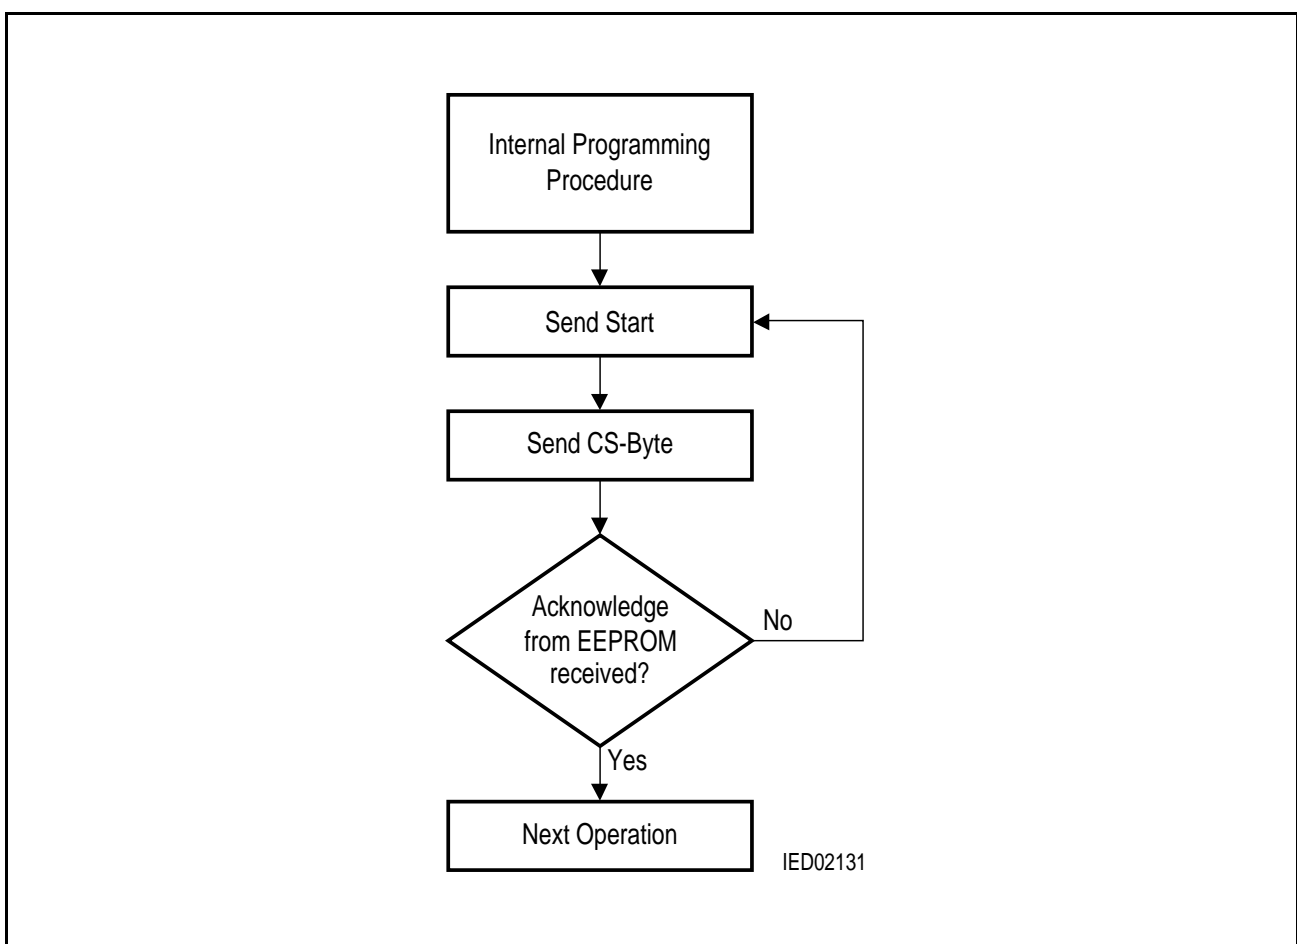 Internal Programming
Procedure
Send Start
Send CS-Byte
Acknowledge
from EEPROM
received?
No
Yes
Next Operation
IED02131